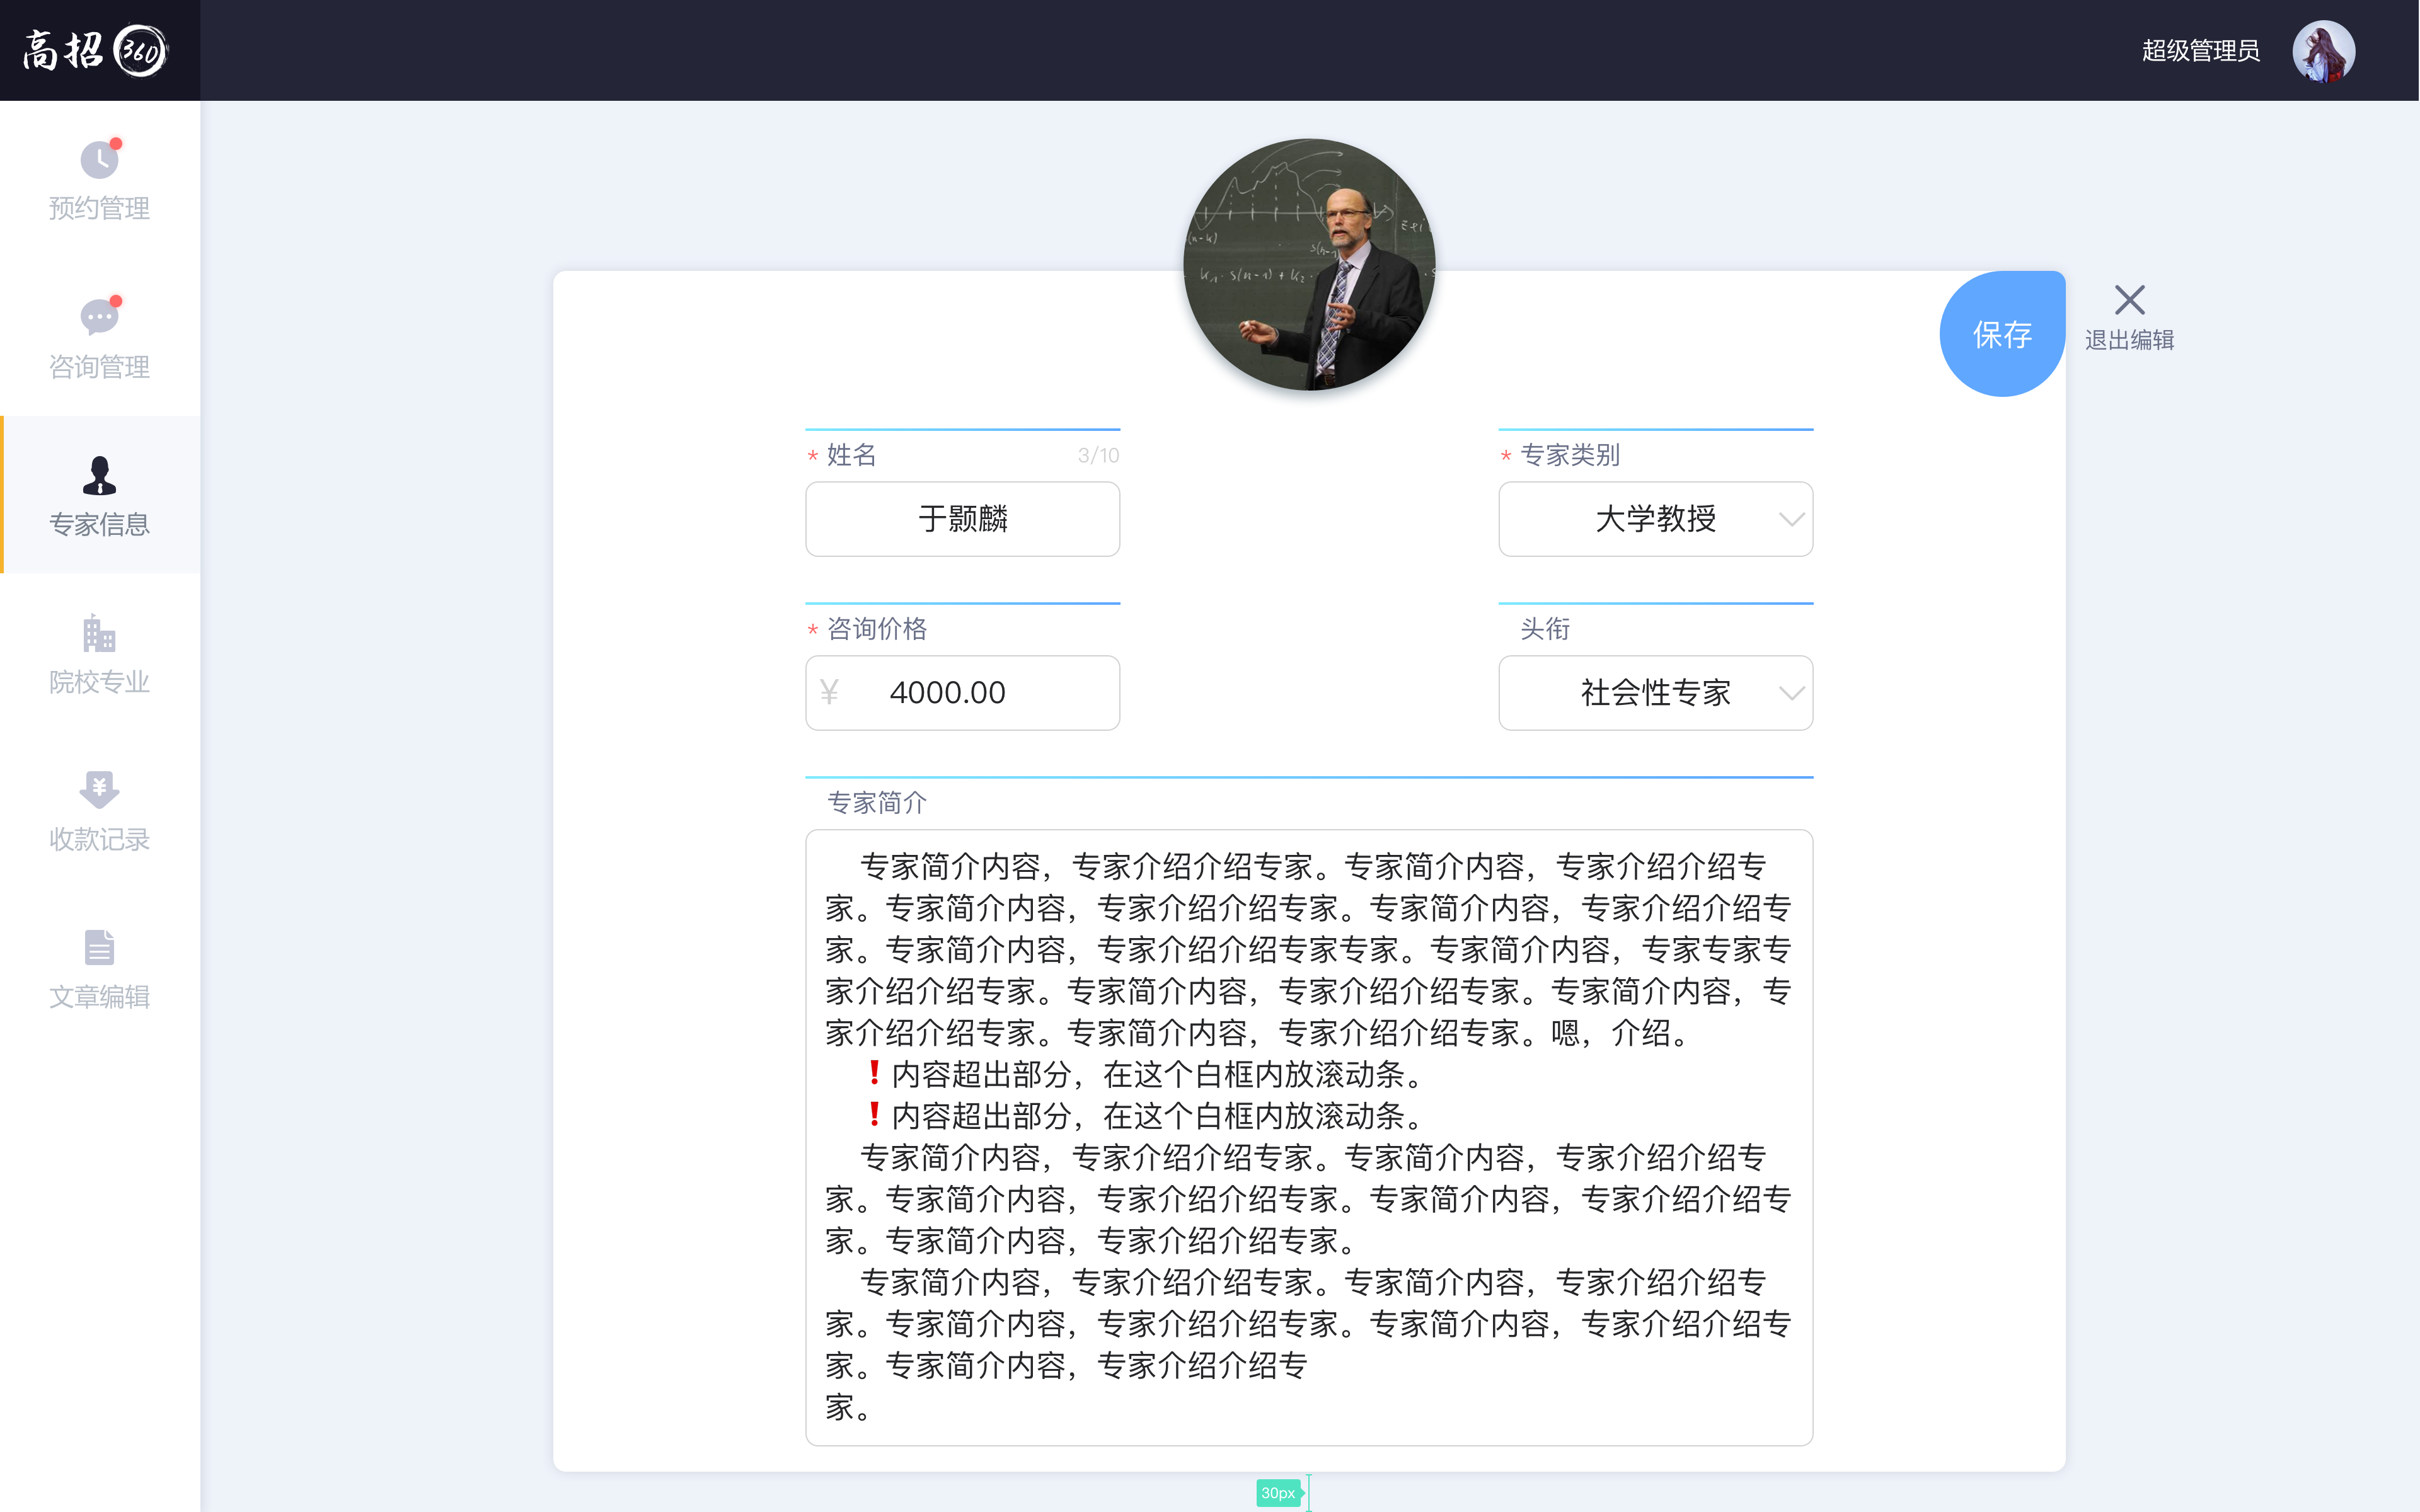 高招360
超级管理员
预约管理
咨询管理
专家信息
院校专业
收款记录
文章编辑
保存
退出编辑
* 姓名 3/10
于颢麟
* 专家类别
大学教授
* 咨询价格
¥ 4000.00
头衔
社会性专家
专家简介
专家简介内容，专家介绍介绍专家。专家简介内容，专家介绍介绍专
家。专家简介内容，专家介绍介绍专家。专家简介内容，专家介绍介绍专
家。专家简介内容，专家介绍介绍专家专家。专家简介内容，专家专家专
家介绍介绍专家。专家简介内容，专家介绍介绍专家。专家简介内容，专
家介绍介绍专家。专家简介内容，专家介绍介绍专家。嗯，介绍。
❗内容超出部分，在这个白框内放滚动条。
❗内容超出部分，在这个白框内放滚动条。
专家简介内容，专家介绍介绍专家。专家简介内容，专家介绍介绍专
家。专家简介内容，专家介绍介绍专家。专家简介内容，专家介绍介绍专
家。专家简介内容，专家介绍介绍专家。
专家简介内容，专家介绍介绍专家。专家简介内容，专家介绍介绍专
家。专家简介内容，专家介绍介绍专家。专家简介内容，专家介绍介绍专
家。专家简介内容，专家介绍介绍专
家。
30px